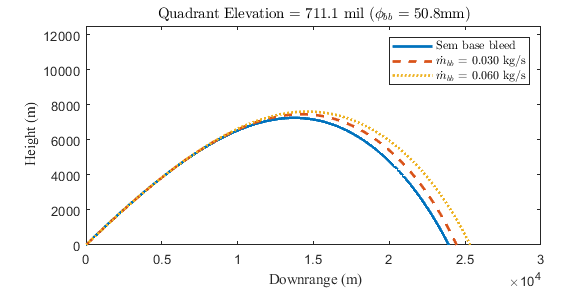 Quadrant Elevation = 711.1 mil (ϕbb = 50.8mm)
12000
10000
8000
6000
4000
2000
0
Height (m)
Sem base bleed
ṁbb = 0.030 kg/s
ṁbb = 0.060 kg/s
0 0.5 1 1.5 2 2.5 3
Downrange (m)
×10^4